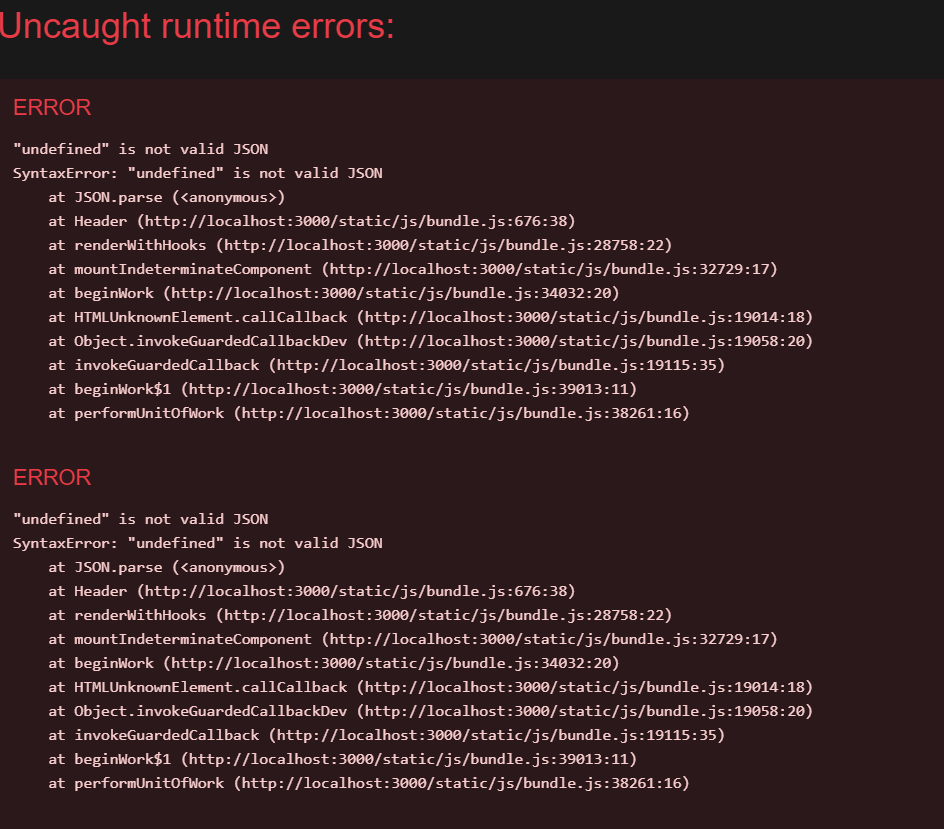 Uncaught runtime errors:
ERROR
"undefined" is not valid JSON
SyntaxError: "undefined" is not valid JSON
at JSON.parse (<anonymous>)
at Header (http://localhost:3000/static/js/bundle.js:676:38)
at renderWithHooks (http://localhost:3000/static/js/bundle.js:28758:22)
at mountIndeterminateComponent (http://localhost:3000/static/js/bundle.js:32729:17)
at beginWork (http://localhost:3000/static/js/bundle.js:34032:20)
at HTMLUnknownElement.callCallback (http://localhost:3000/static/js/bundle.js:19014:18)
at Object.invokeGuardedCallbackDev (http://localhost:3000/static/js/bundle.js:19058:20)
at invokeGuardedCallback (http://localhost:3000/static/js/bundle.js:19115:35)
at beginWork$1 (http://localhost:3000/static/js/bundle.js:39013:11)
at performUnitOfWork (http://localhost:3000/static/js/bundle.js:38261:16)
ERROR
"undefined" is not valid JSON
SyntaxError: "undefined" is not valid JSON
at JSON.parse (<anonymous>)
at Header (http://localhost:3000/static/js/bundle.js:676:38)
at renderWithHooks (http://localhost:3000/static/js/bundle.js:28758:22)
at mountIndeterminateComponent (http://localhost:3000/static/js/bundle.js:32729:17)
at beginWork (http://localhost:3000/static/js/bundle.js:34032:20)
at HTMLUnknownElement.callCallback (http://localhost:3000/static/js/bundle.js:19014:18)
at Object.invokeGuardedCallbackDev (http://localhost:3000/static/js/bundle.js:19058:20)
at invokeGuardedCallback (http://localhost:3000/static/js/bundle.js:19115:35)
at beginWork$1 (http://localhost:3000/static/js/bundle.js:39013:11)
at performUnitOfWork (http://localhost:3000/static/js/bundle.js:38261:16)